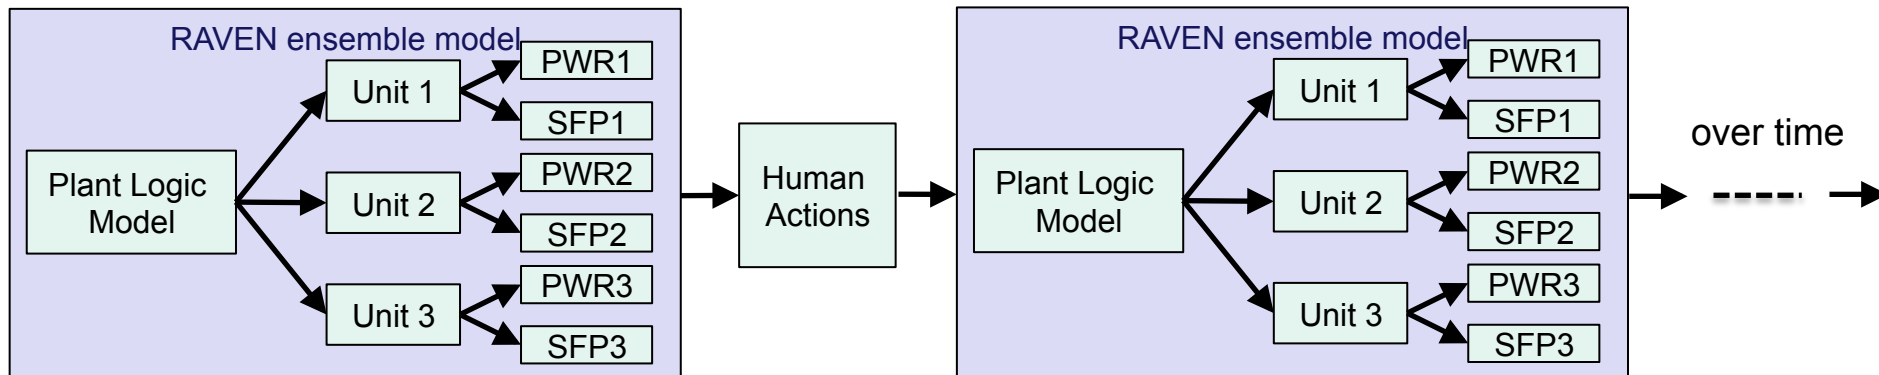 RAVEN ensemble model
Plant Logic
Model
Unit 1
PWR1
SFP1
Unit 2
PWR2
SFP2
Unit 3
PWR3
SFP3
Human
Actions
RAVEN ensemble model
Plant Logic
Model
Unit 1
PWR1
SFP1
Unit 2
PWR2
SFP2
Unit 3
PWR3
SFP3
over time